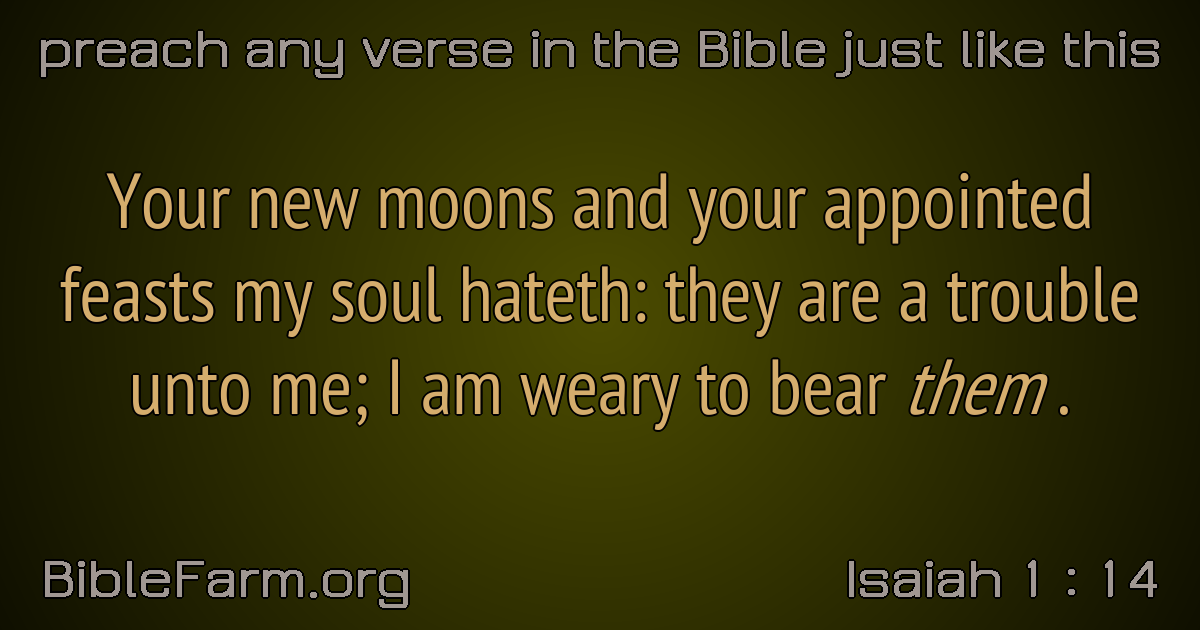 preach any verse in the Bible just like this
Your new moons and your appointed
feasts my soul hateth: they are a trouble
unto me; I am weary to bear them .
BibleFarm.org
Isaiah 1 : 14